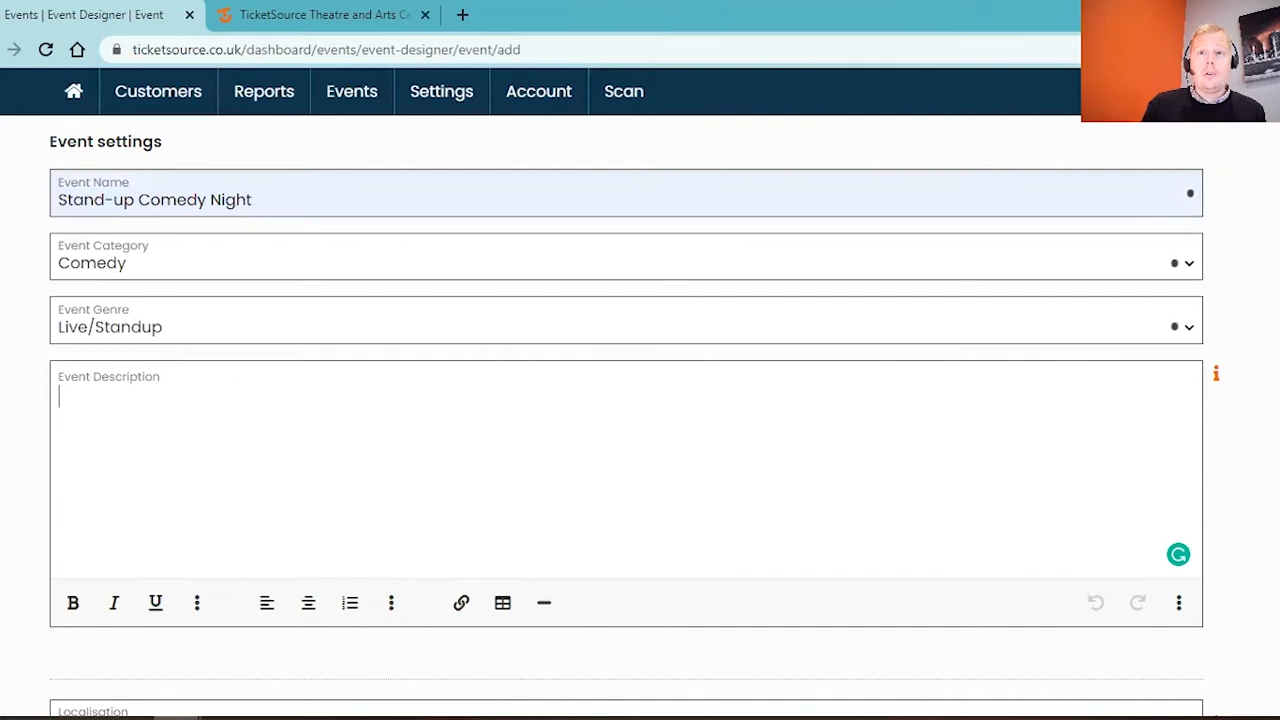 Events | Event Designer | Event
TicketSource Theatre and Arts Ce
ticketsource.co.uk/dashboard/events/event-designer/event/add
Customers
Reports
Events
Settings
Account
Scan
Event settings
Event Name
Stand-up Comedy Night
Event Category
Comedy
Event Genre
Live/Standup
Event Description
B I U
Localisation